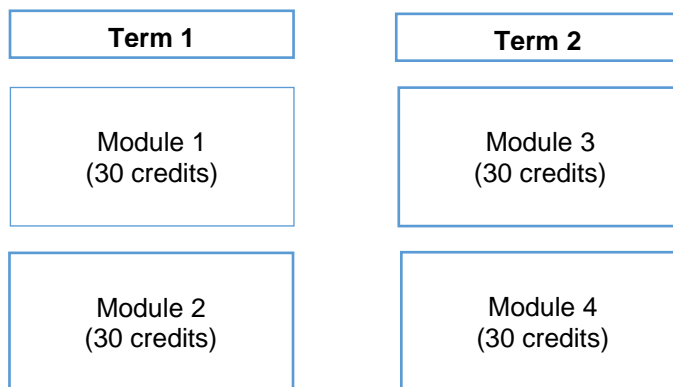 Term 1
Term 2
Module 1
(30 credits)
Module 3
(30 credits)
Module 2
(30 credits)
Module 4
(30 credits)